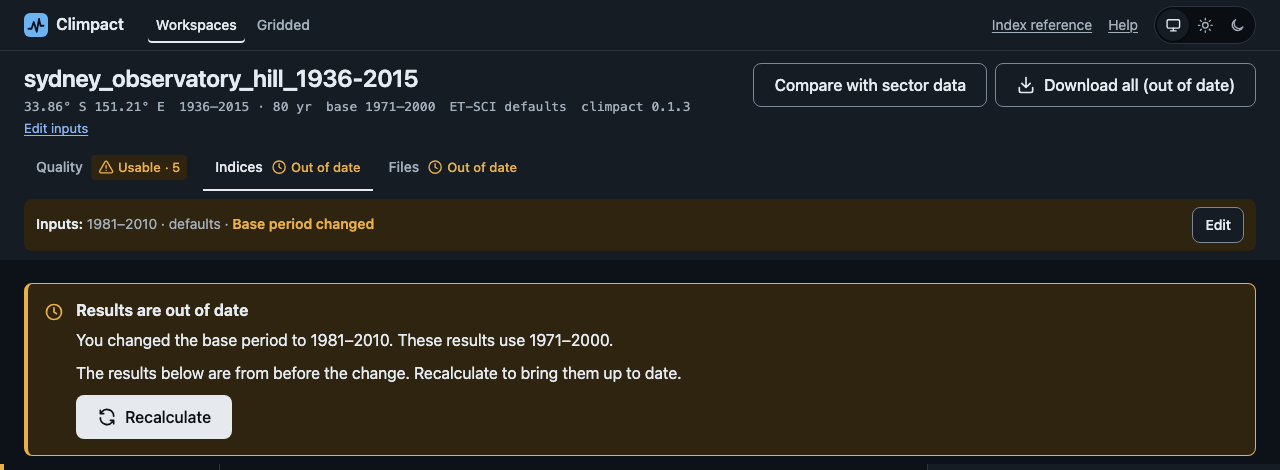 Climpact
Workspaces
Gridded
Index reference
Help
sydney_observatory_hill_1936-2015
33.86° S 151.21° E 1936–2015 · 80 yr base 1971–2000 ET-SCI defaults climpact 0.1.3
Edit inputs
Compare with sector data
Download all (out of date)
Quality
Usable · 5
Indices
Out of date
Files
Out of date
Inputs: 1981–2010 · defaults · Base period changed
Edit
Results are out of date
You changed the base period to 1981–2010. These results use 1971–2000.
The results below are from before the change. Recalculate to bring them up to date.
Recalculate